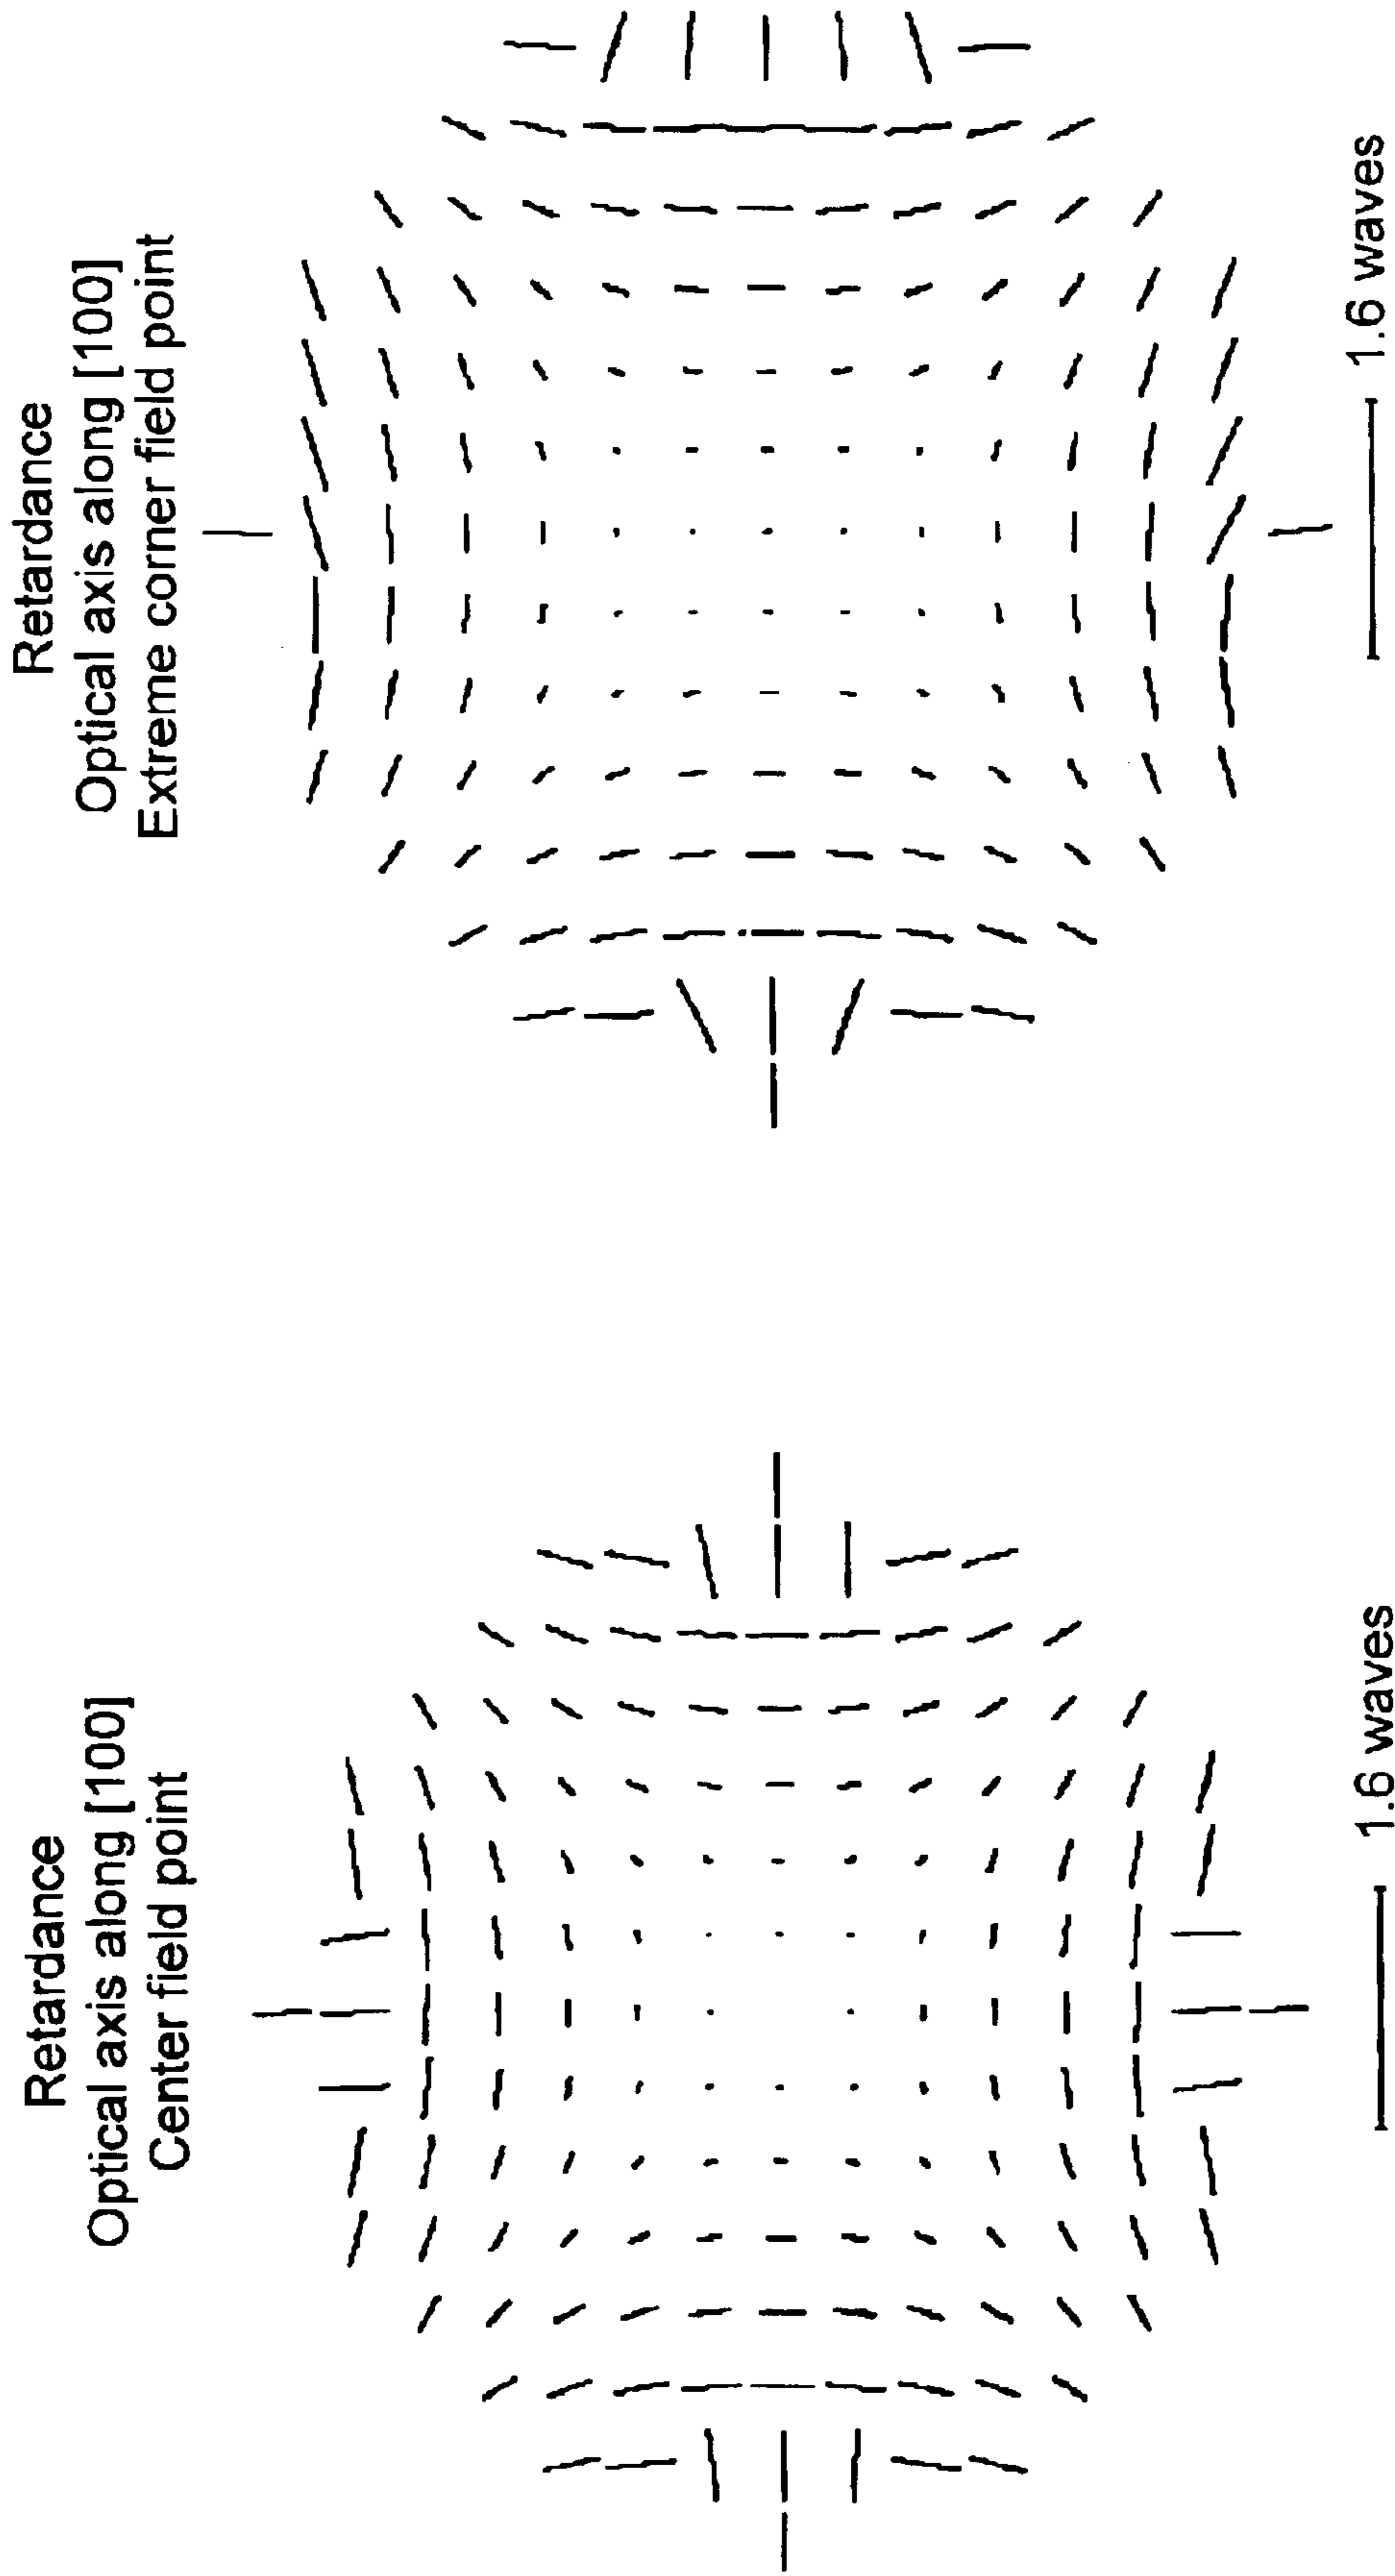 Retardance
Optical axis along [100]
Center field point
1.6 waves
Retardance
Optical axis along [100]
Extreme corner field point
1.6 waves